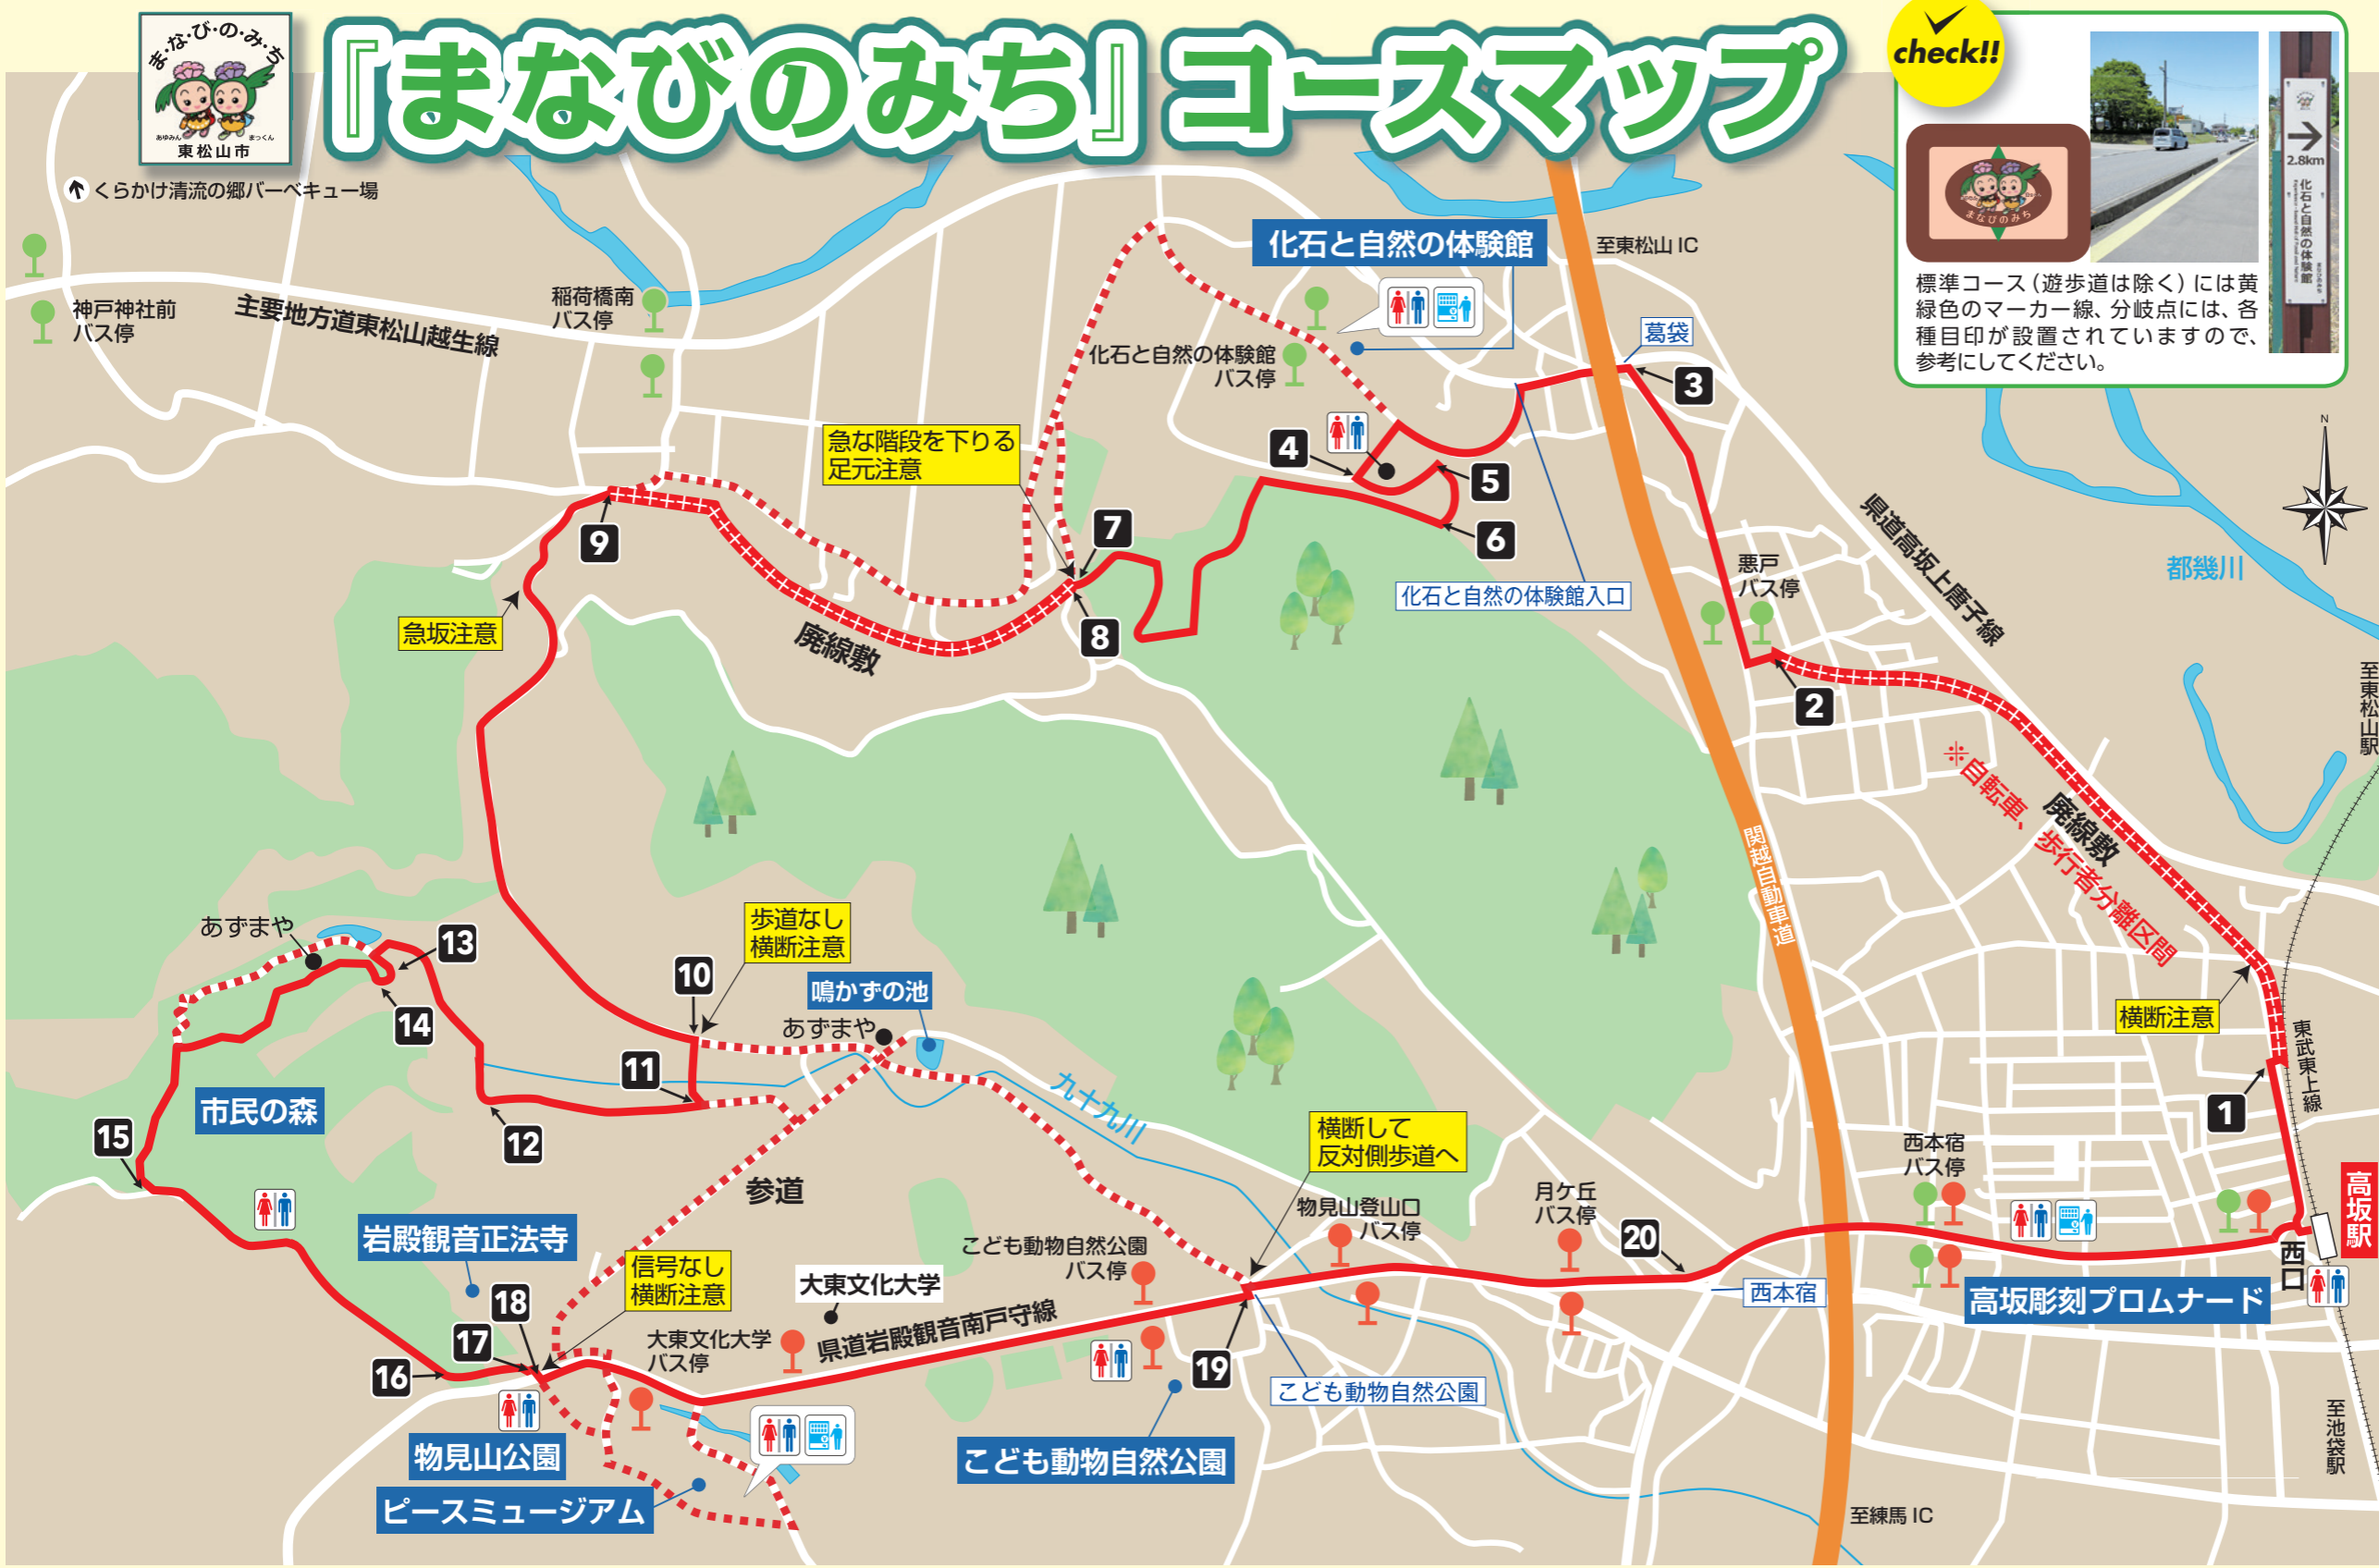 ま・な・び・の・み・ち
あゆみん
まっくん
東松山市
『まなびのみち』コースマップ
check!!
2.8km
化石と自然の体験館
まなびのみち
標準コース（遊歩道は除く）には黄
緑色のマーカー線、分岐点には、各
種目印が設置されていますので、
参考にしてください。
くらかけ清流の郷バーベキュー場
神戸神社前
バス停
主要地方道東松山越生線
稲荷橋南
バス停
化石と自然の体験館
至東松山IC
化石と自然の体験館
バス停
葛袋
3
急な階段を下りる
足元注意
4
5
6
7
8
9
N
都幾川
県道高坂上唐子線
悪戸
バス停
化石と自然の体験館入口
急坂注意
廃線敷
2
至東松山駅
※自転車、
歩行者分離区間
廃線敷
関越自動車道
あずまや
13
14
歩道なし
横断注意
10
鳴かずの池
あずまや
横断注意
東武東上線
11
市民の森
九十九川
1
15
12
横断して
反対側歩道へ
西本宿
バス停
参道
物見山登山口
バス停
月ケ丘
バス停
20
高坂駅
西口
岩殿観音正法寺
信号なし
横断注意
こども動物自然公園
バス停
大東文化大学
西本宿
高坂彫刻プロムナード
18
17
16
大東文化大学
バス停
県道岩殿観音南戸守線
19
こども動物自然公園
物見山公園
こども動物自然公園
ピースミュージアム
至池袋駅
至練馬IC